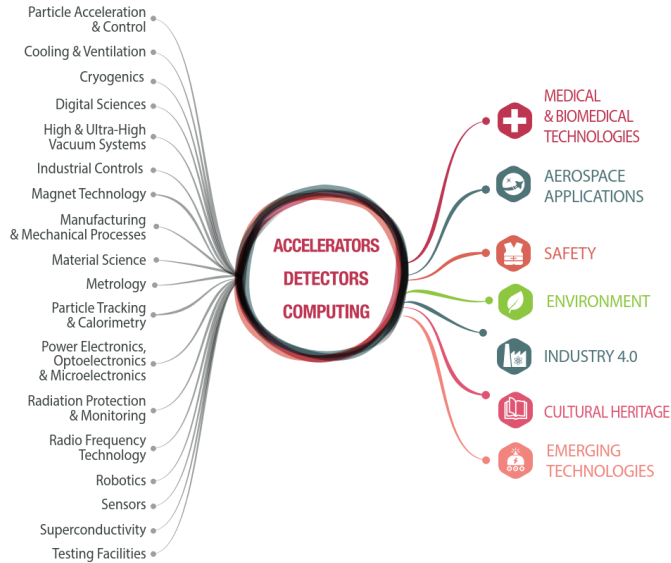 Particle Acceleration
& Control
Cooling & Ventilation
Cryogenics
Digital Sciences
High & Ultra-High
Vacuum Systems
Industrial Controls
Magnet Technology
Manufacturing
& Mechanical Processes
Material Science
Metrology
Particle Tracking
& Calorimetry
Power Electronics,
Optoelectronics
& Microelectronics
Radiation Protection
& Monitoring
Radio Frequency
Technology
Robotics
Sensors
Superconductivity
Testing Facilities
ACCELERATORS
DETECTORS
COMPUTING
MEDICAL
& BIOMEDICAL
TECHNOLOGIES
AEROSPACE
APPLICATIONS
SAFETY
ENVIRONMENT
INDUSTRY 4.0
CULTURAL HERITAGE
EMERGING
TECHNOLOGIES